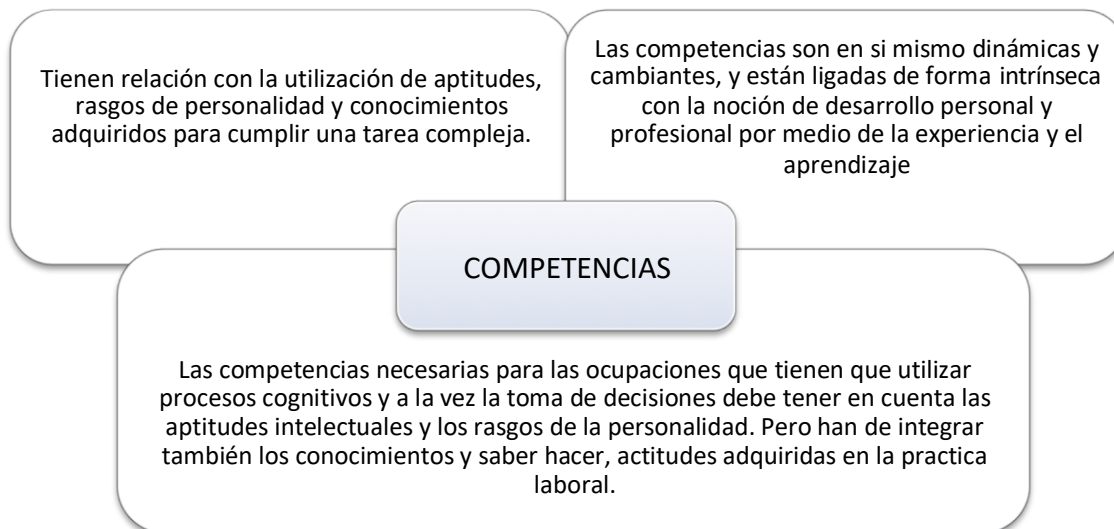 Tienen relación con la utilización de aptitudes,
rasgos de personalidad y conocimientos
adquiridos para cumplir una tarea compleja.
Las competencias son en si mismo dinámicas y
cambiantes, y están ligadas de forma intrínseca
con la noción de desarrollo personal y
profesional por medio de la experiencia y el
aprendizaje
COMPETENCIAS
Las competencias necesarias para las ocupaciones que tienen que utilizar
procesos cognitivos y a la vez la toma de decisiones debe tener en cuenta las
aptitudes intelectuales y los rasgos de la personalidad. Pero han de integrar
también los conocimientos y saber hacer, actitudes adquiridas en la practica
laboral.